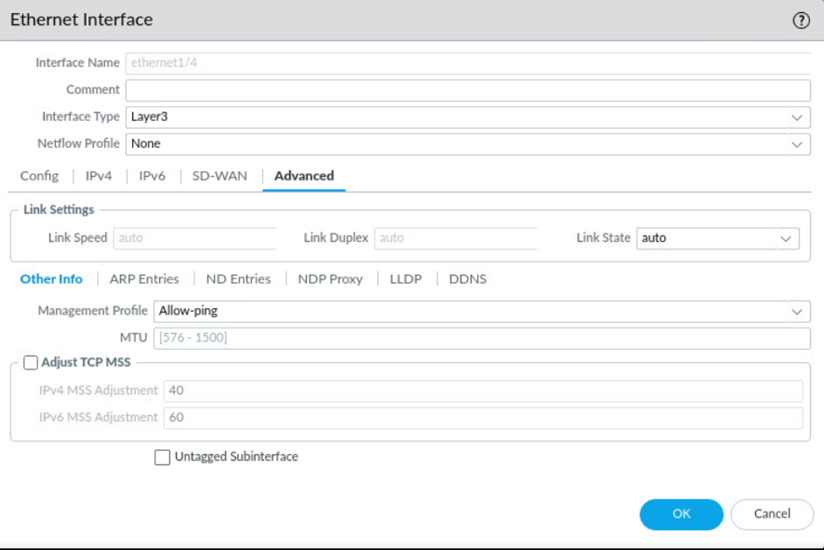 Ethernet Interface ?
Interface Name ethernet1/4
Comment
Interface Type Layer3
Netflow Profile None
Config IPv4 IPv6 SD-WAN Advanced
Link Settings
Link Speed auto Link Duplex auto Link State auto
Other Info ARP Entries ND Entries NDP Proxy LLDP DDNS
Management Profile Allow-ping
MTU [576 - 1500]
Adjust TCP MSS
IPv4 MSS Adjustment 40
IPv6 MSS Adjustment 60
Untagged Subinterface
OK Cancel